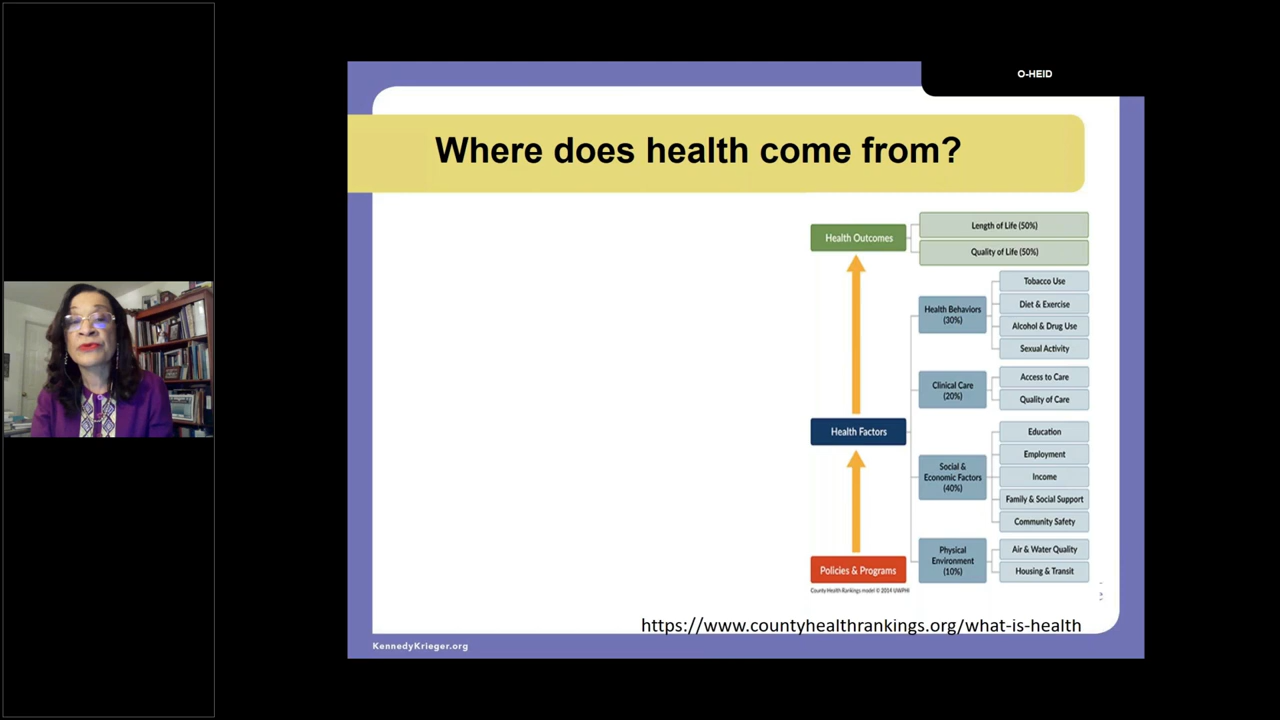 O-HEID
Where does health come from?
Health Outcomes
Length of Life (50%)
Quality of Life (50%)
Health Behaviors
(30%)
Tobacco Use
Diet & Exercise
Alcohol & Drug Use
Sexual Activity
Clinical Care
(20%)
Access to Care
Quality of Care
Health Factors
Social &
Economic Factors
(40%)
Education
Employment
Income
Family & Social Support
Community Safety
Physical
Environment
(10%)
Air & Water Quality
Housing & Transit
Policies & Programs
County Health Rankings model © 2014 UWPHI
https://www.countyhealthrankings.org/what-is-health
KennedyKrieger.org